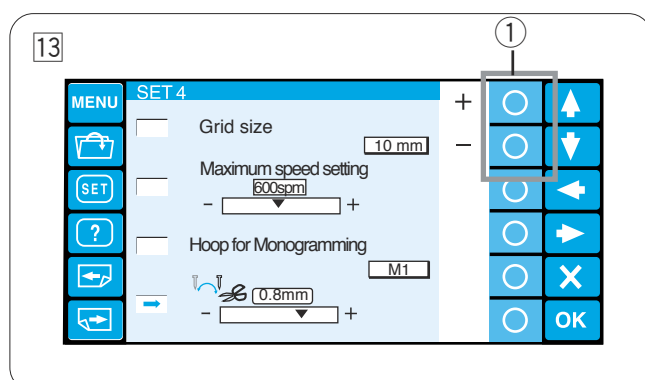 13
1
MENU
SET 4
+
Grid size
10 mm
-
Maximum speed setting
600spm
SET
- +
?
Hoop for Monogramming
M1
X
0.8mm
- +
OK